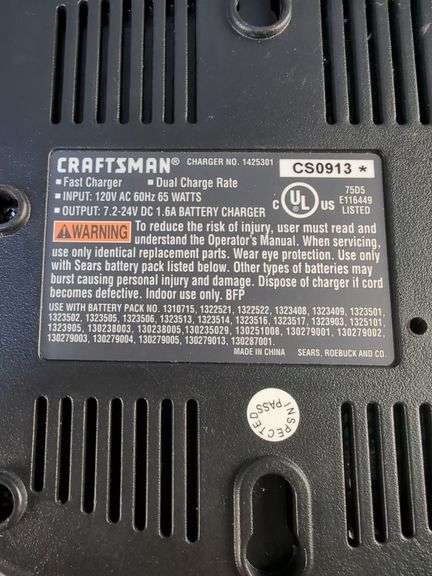 CRAFTSMAN® CHARGER NO. 1425301 CS0913 *
▪ Fast Charger ▪ Dual Charge Rate
▪ INPUT: 120V AC 60Hz 65 WATTS
▪ OUTPUT: 7.2-24V DC 1.6A BATTERY CHARGER
C UL US
75D5
E116449
LISTED
⚠WARNING To reduce the risk of injury, user must read and
understand the Operator's Manual. When servicing,
use only identical replacement parts. Wear eye protection. Use only
with Sears battery pack listed below. Other types of batteries may
burst causing personal injury and damage. Dispose of charger if cord
becomes defective. Indoor use only. BFP
USE WITH BATTERY PACK NO. 1310715, 1322521, 1322522, 1323408, 1323409, 1323501,
1323502, 1323505, 1323506, 1323513, 1323514, 1323516, 1323517, 1323903, 1325101,
1323905, 130238003, 130238005, 130235029, 130251008, 130279001, 130279002,
130279003, 130279004, 130279005, 130279013, 130287001.
MADE IN CHINA SEARS, ROEBUCK AND CO.
INSPECTED
PASS